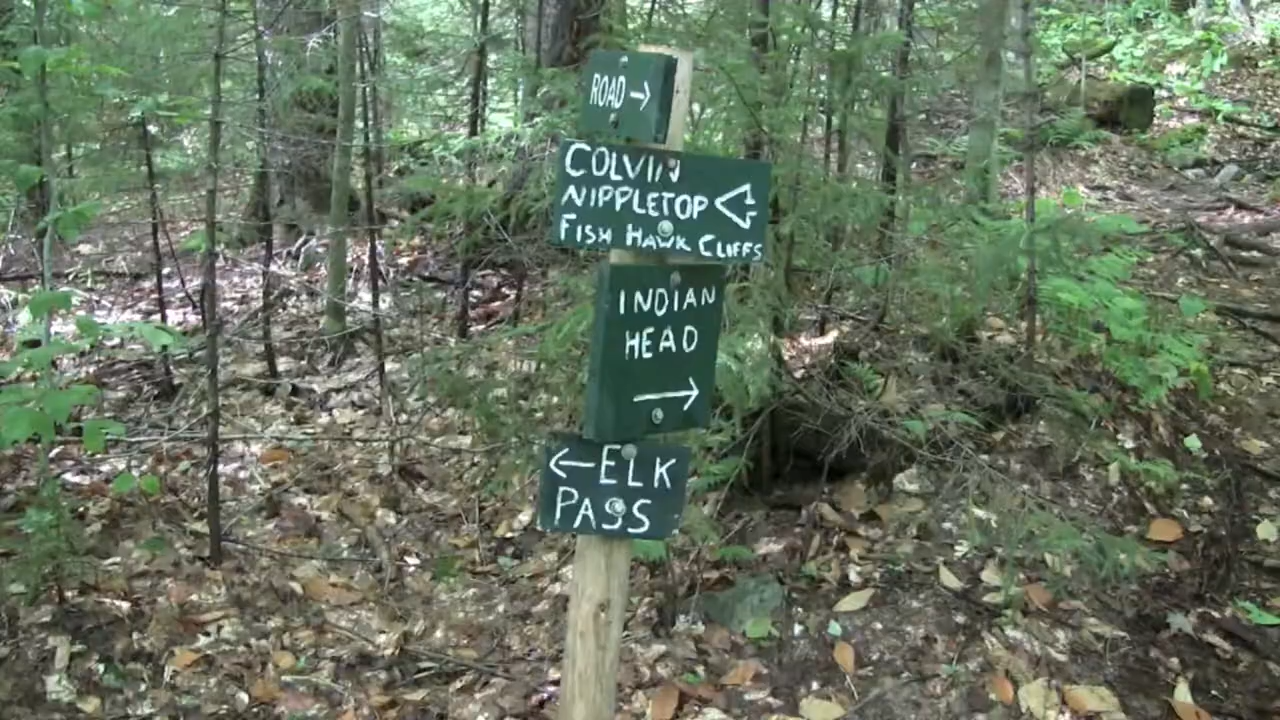 ROAD →
COLVIN
NIPPLETOP
FISH HAWK CLIFFS
INDIAN
HEAD
→
← ELK
PASS